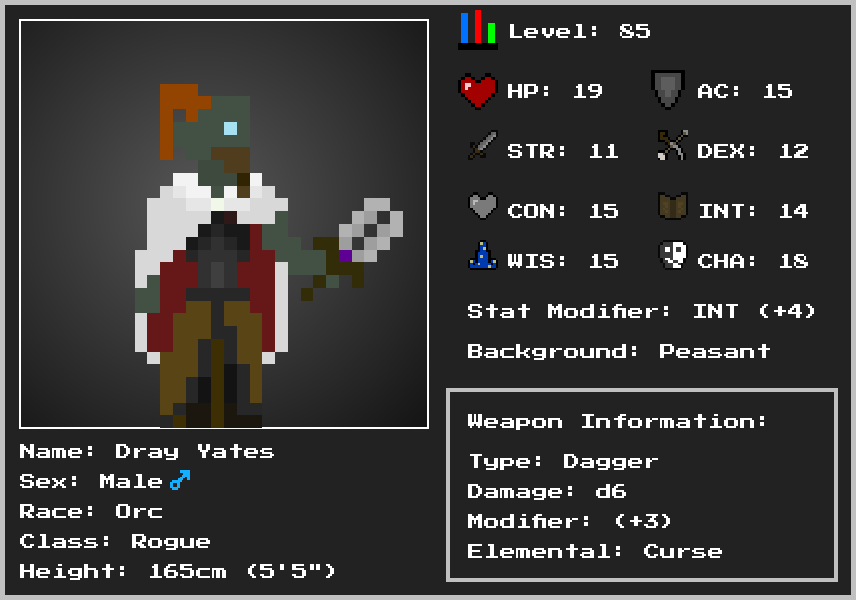 Level: 85
HP: 19
AC: 15
STR: 11
DEX: 12
CON: 15
INT: 14
WIS: 15
CHA: 18
Stat Modifier: INT (+4)
Background: Peasant
Weapon Information:
Type: Dagger
Damage: d6
Modifier: (+3)
Elemental: Curse
Name: Dray Yates
Sex: Male♂
Race: Orc
Class: Rogue
Height: 165cm (5'5")